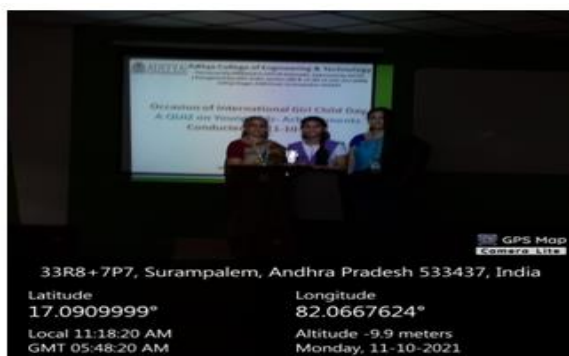 Aditya College of Engineering & Technology
Occasion of International Girl Child Day
A QUIZ on
Conducted
GPS Map
Camera Lite
33R8+7P7, Surampalem, Andhra Pradesh 533437, India
Latitude
Longitude
17.0909999°
82.0667624°
Local 11:18:20 AM
Altitude -9.9 meters
GMT 05:48:20 AM
Monday, 11-10-2021